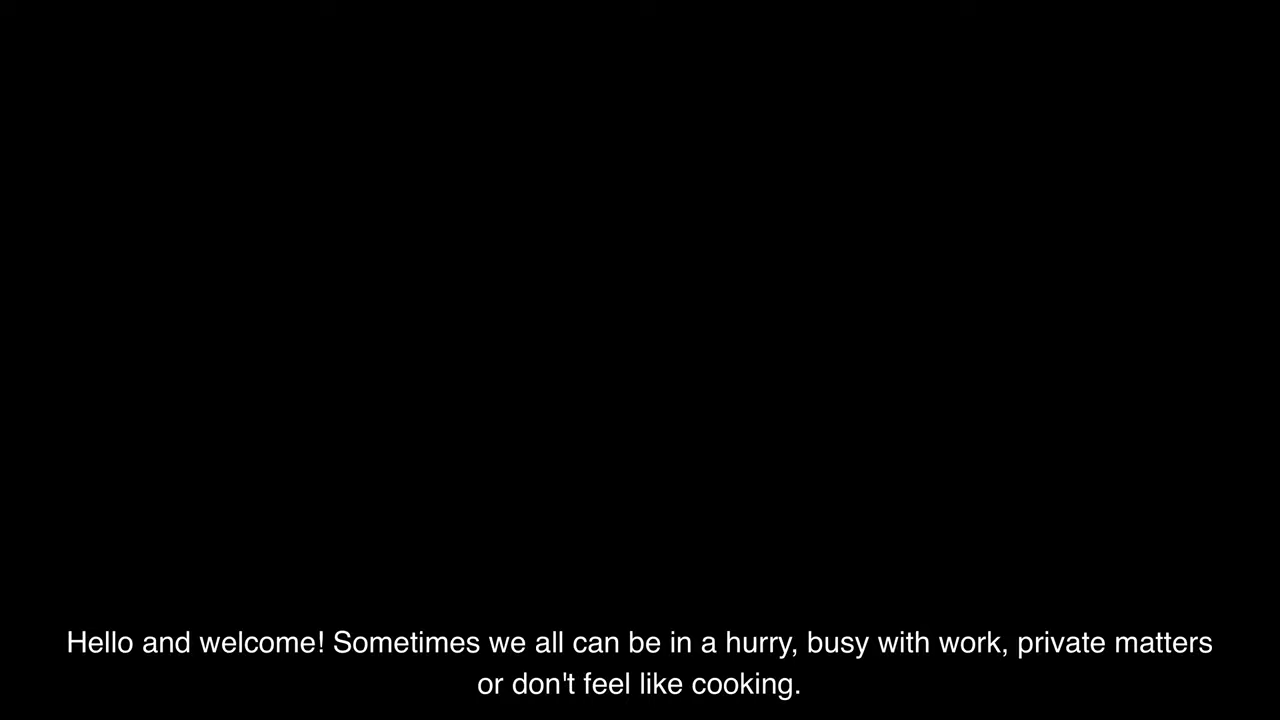 Hello and welcome! Sometimes we all can be in a hurry, busy with work, private matters
or don't feel like cooking.